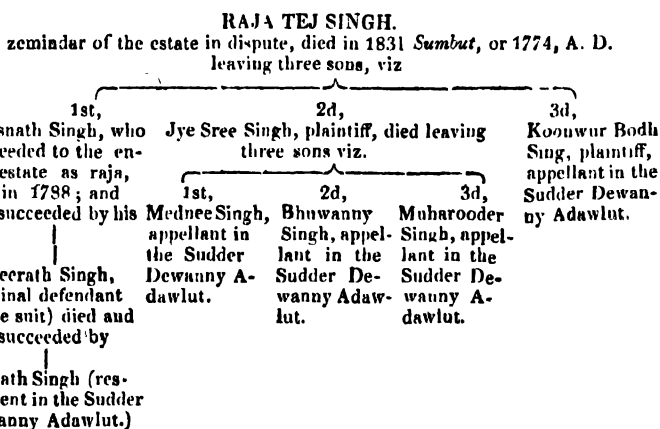 RAJA TEJ SINGH.
zemindar of the estate in dispute, died in 1831 Sumbut, or 1774, A. D.
leaving three sons, viz
1st,
snath Singh, who
eeded to the en-
estate as raja,
in 1788; and
succeeded by his
eerath Singh,
inal defendant
e suit) died and
succeeded by
ath Singh (res-
ent in the Sudder
anny Adawlut.)
2d,
Jye Sree Singh, plaintiff, died leaving
three sons viz.
1st,
Mednee Singh,
appellant in
the Sudder
Dewanny A-
dawlut.
2d,
Bhuwanny
Singh, appel-
lant in the
Sudder De-
wanny Adaw-
lut.
3d,
Muharooder
Singh, appel-
lant in the
Sudder De-
wanny A-
dawlut.
3d,
Koonwur Bodh
Sing, plaintiff,
appellant in the
Sudder Dewan-
ny Adawlut.